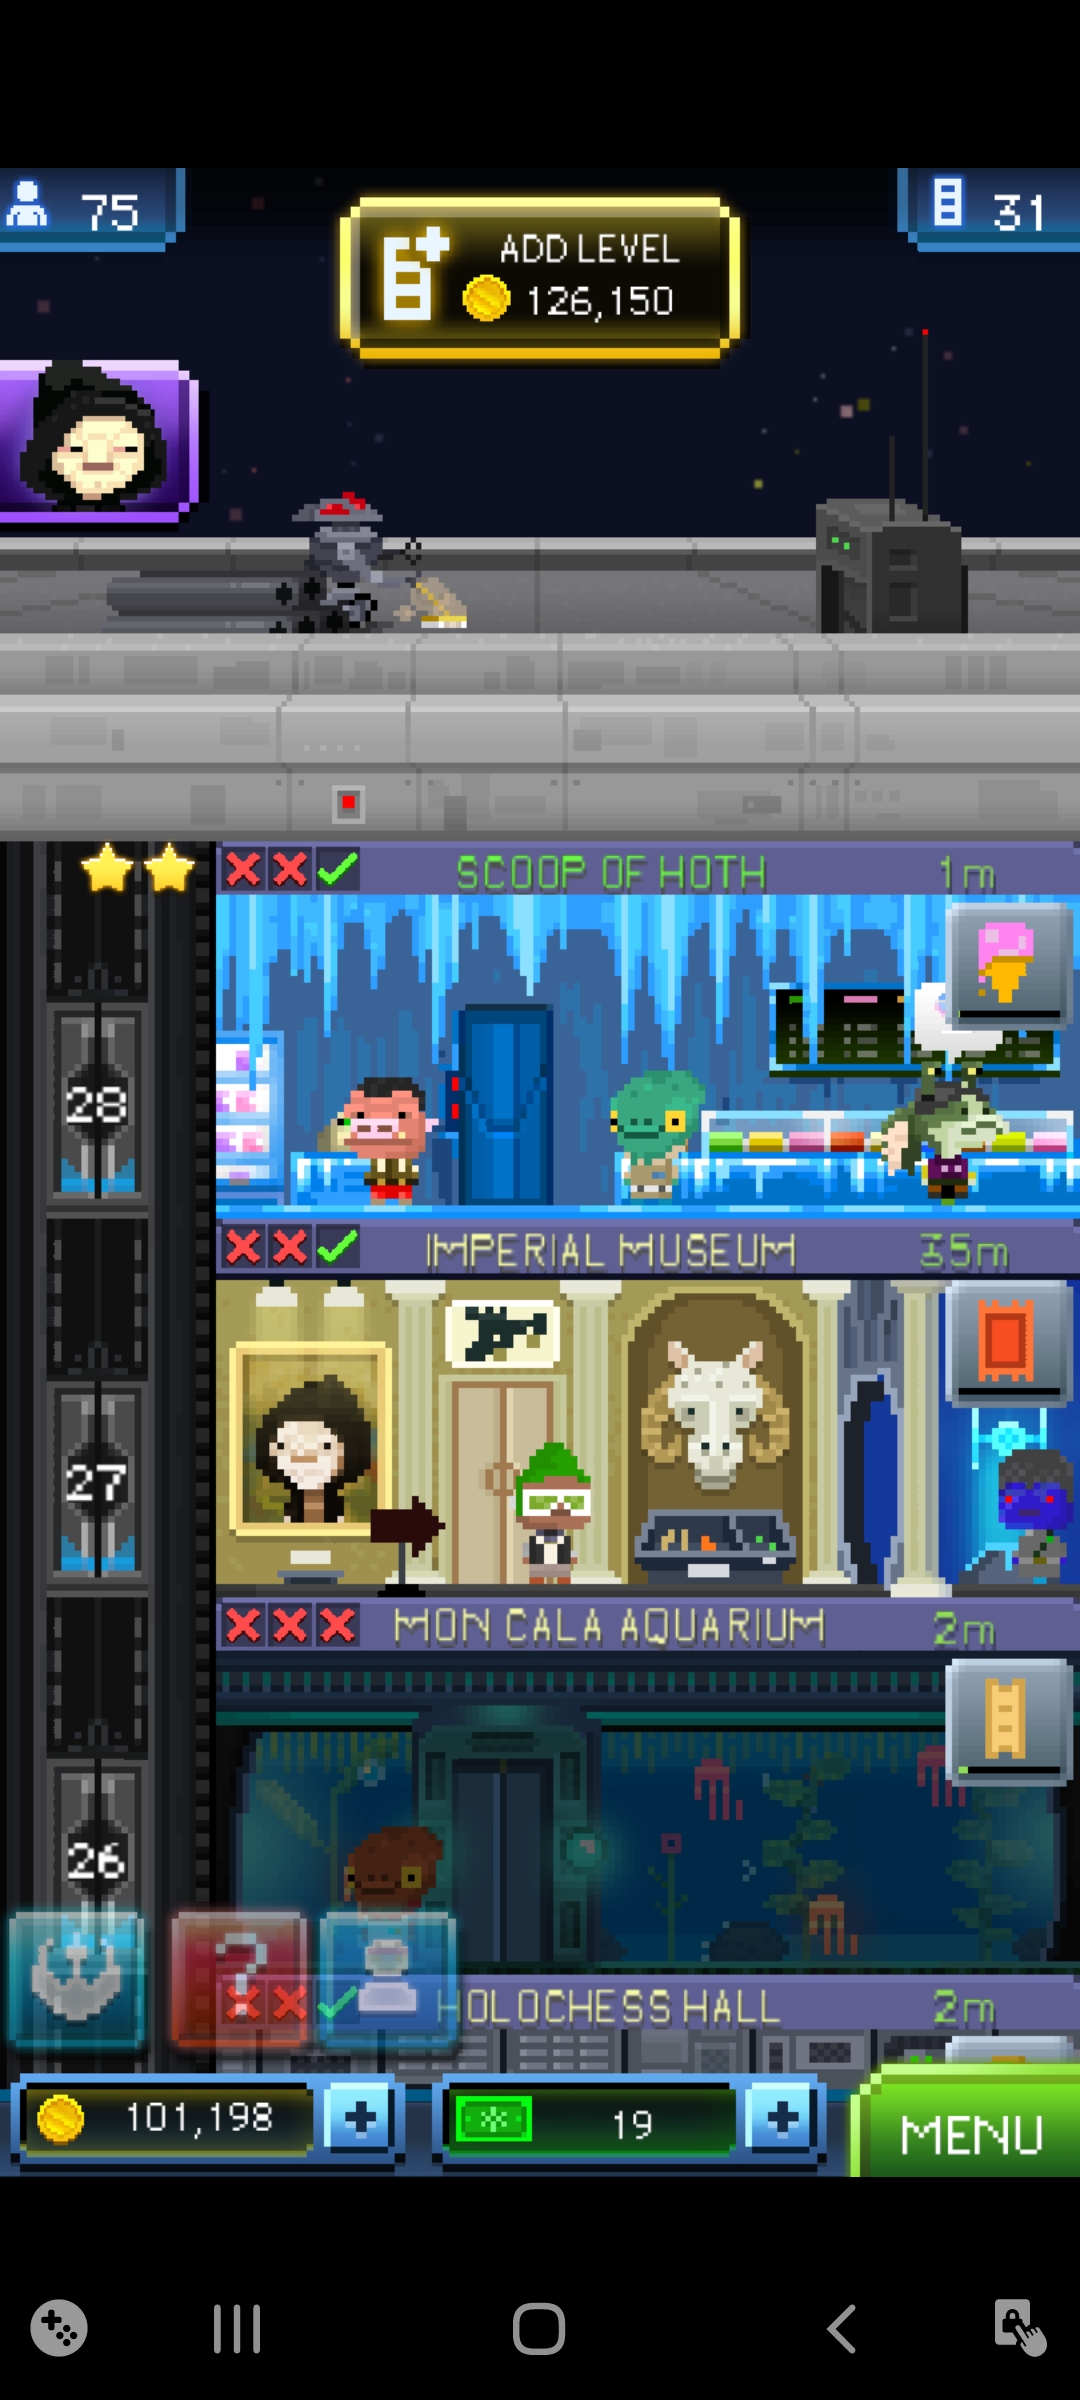 75
ADD LEVEL
126,150
31
SCOOP OF HOTH 1m
28
IMPERIAL MUSEUM 35m
27
MON CALA AQUARIUM 2m
26
?
HOLOCHESS HALL 2m
101,198 + 19 + MENU